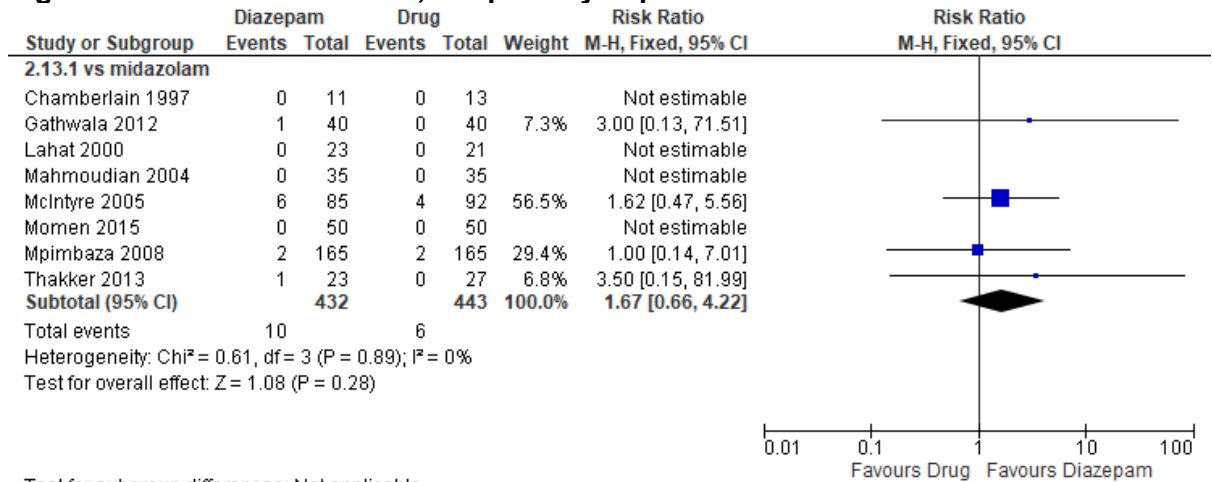 Diazepam Drug Risk Ratio Risk Ratio
Study or Subgroup Events Total Events Total Weight M-H, Fixed, 95% CI M-H, Fixed, 95% CI
2.13.1 vs midazolam
Chamberlain 1997 0 11 0 13 Not estimable
Gathwala 2012 1 40 0 40 7.3% 3.00 [0.13, 71.51]
Lahat 2000 0 23 0 21 Not estimable
Mahmoudian 2004 0 35 0 35 Not estimable
McIntyre 2005 6 85 4 92 56.5% 1.62 [0.47, 5.56]
Momen 2015 0 50 0 50 Not estimable
Mpimbaza 2008 2 165 2 165 29.4% 1.00 [0.14, 7.01]
Thakker 2013 1 23 0 27 6.8% 3.50 [0.15, 81.99]
Subtotal (95% CI) 432 443 100.0% 1.67 [0.66, 4.22]
Total events 10 6
Heterogeneity: Chi² = 0.61, df = 3 (P = 0.89); I² = 0%
Test for overall effect: Z = 1.08 (P = 0.28)
0.01 0.1 1 10 100
Favours Drug Favours Diazepam